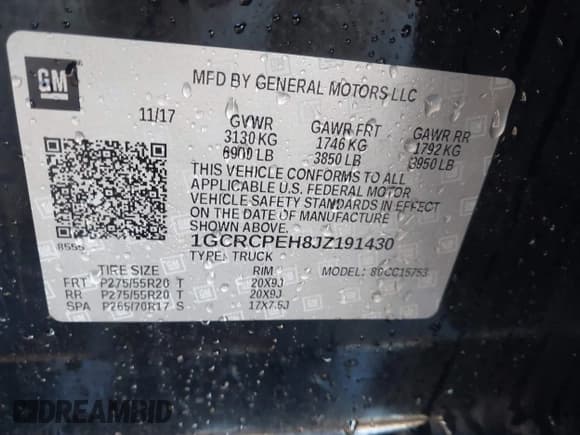 GM
MFD BY GENERAL MOTORS LLC
11/17 GVWR GAWR FRT GAWR RR
3130 KG 1746 KG 1792 KG
6900 LB 3850 LB 3950 LB
THIS VEHICLE CONFORMS TO ALL
APPLICABLE U.S. FEDERAL MOTOR
VEHICLE SAFETY STANDARDS IN EFFECT
ON THE DATE OF MANUFACTURE
SHOWN ABOVE.
8555 1GCRCPEH8JZ191430
TYPE: TRUCK
TIRE SIZE RIM MODEL: CC15753
FRT P275/55R20 T 20X9J
RR P275/55R20 T 20X9J
SPA P265/70R17 S 17X7.5J
DREAMBID